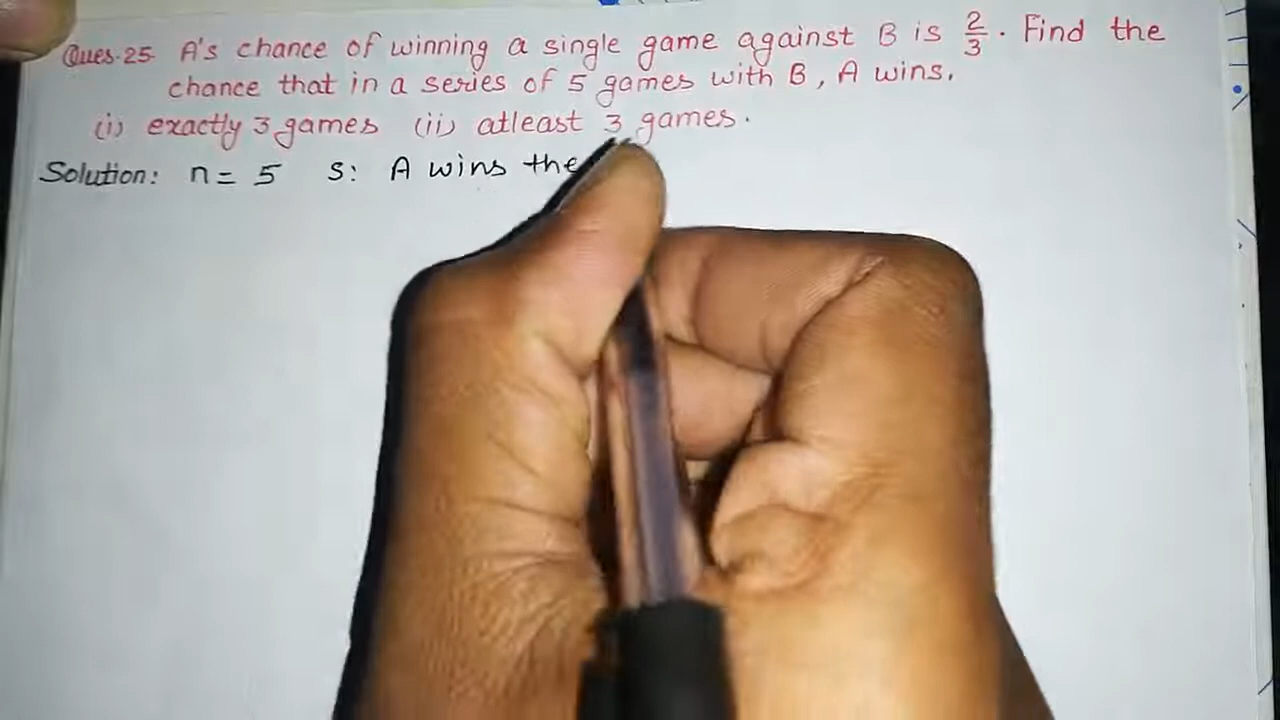 Ques.25. A's chance of winning a single game against B is 2/3. Find the
chance that in a series of 5 games with B, A wins.
(i) exactly 3 games (ii) atleast 3 games.
Solution: n = 5 S: A wins the